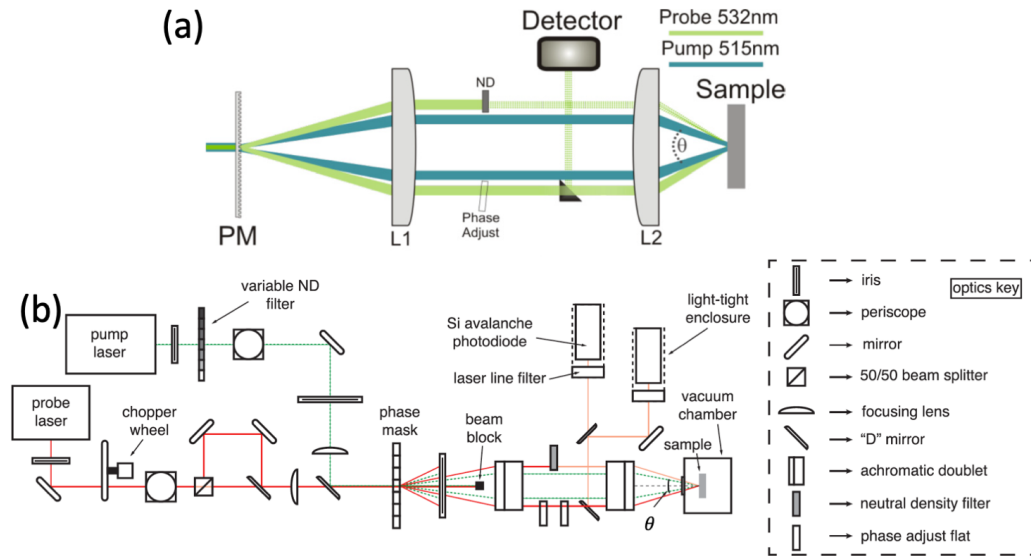 (a)
Detector
Probe 532nm
Pump 515nm
ND
Sample
θ
Phase
Adjust
PM
L1
L2
(b)
variable ND
filter
pump
laser
probe
laser
chopper
wheel
phase
mask
beam
block
Si avalanche
photodiode
laser line filter
light-tight
enclosure
vacuum
chamber
sample
θ
optics key
iris
periscope
mirror
50/50 beam splitter
focusing lens
“D” mirror
achromatic doublet
neutral density filter
phase adjust flat